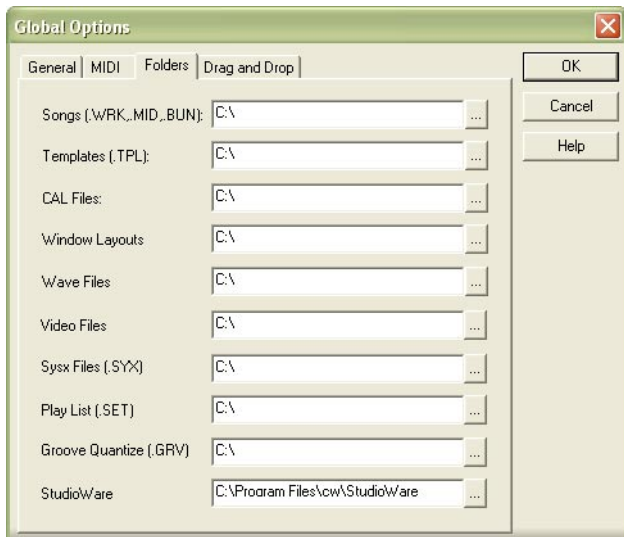 Global Options
General MIDI Folders Drag and Drop
OK
Cancel
Help
Songs (.WRK,.MID,.BUN): C:\ ...
Templates (.TPL): C:\ ...
CAL Files: C:\ ...
Window Layouts C:\ ...
Wave Files C:\ ...
Video Files C:\ ...
Sysx Files (.SYX) C:\ ...
Play List (.SET) C:\ ...
Groove Quantize (.GRV) C:\ ...
StudioWare C:\Program Files\cw\StudioWare ...